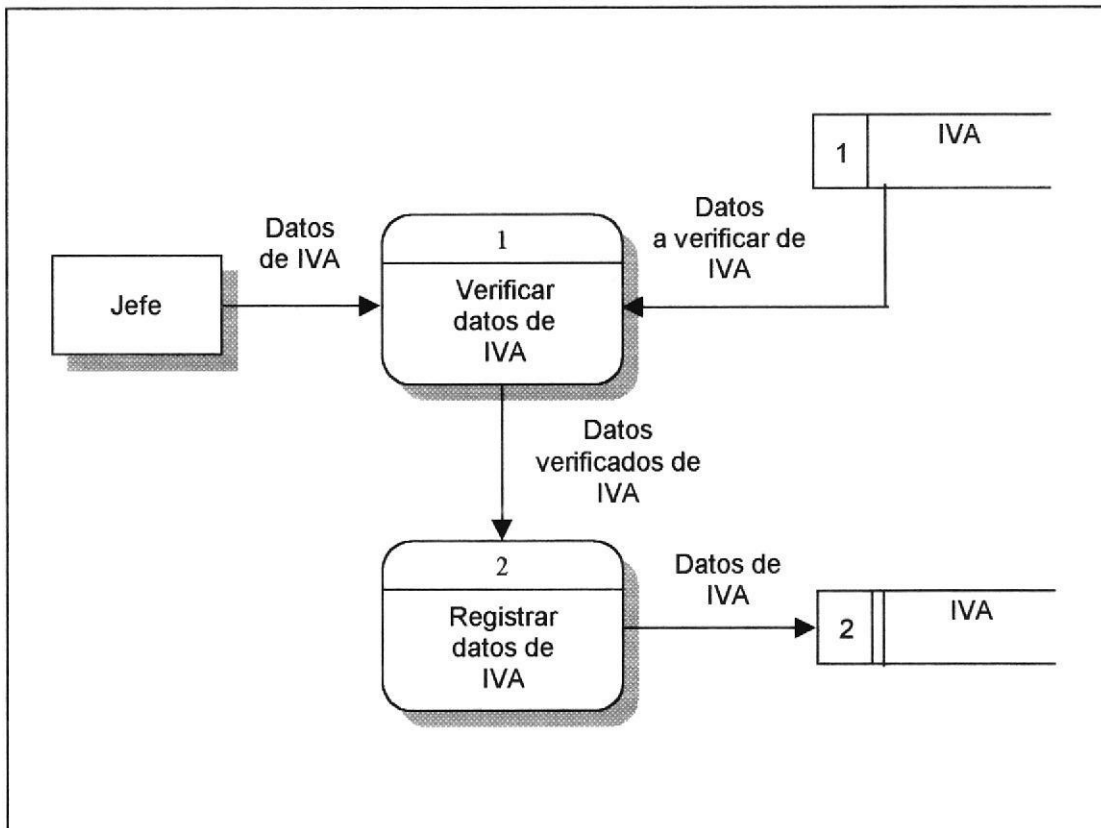 1
IVA
Datos
de IVA
Datos
a verificar de
IVA
1
Verificar
datos de
IVA
Jefe
Datos
verificados de
IVA
2
Registrar
datos de
IVA
Datos de
IVA
2
IVA